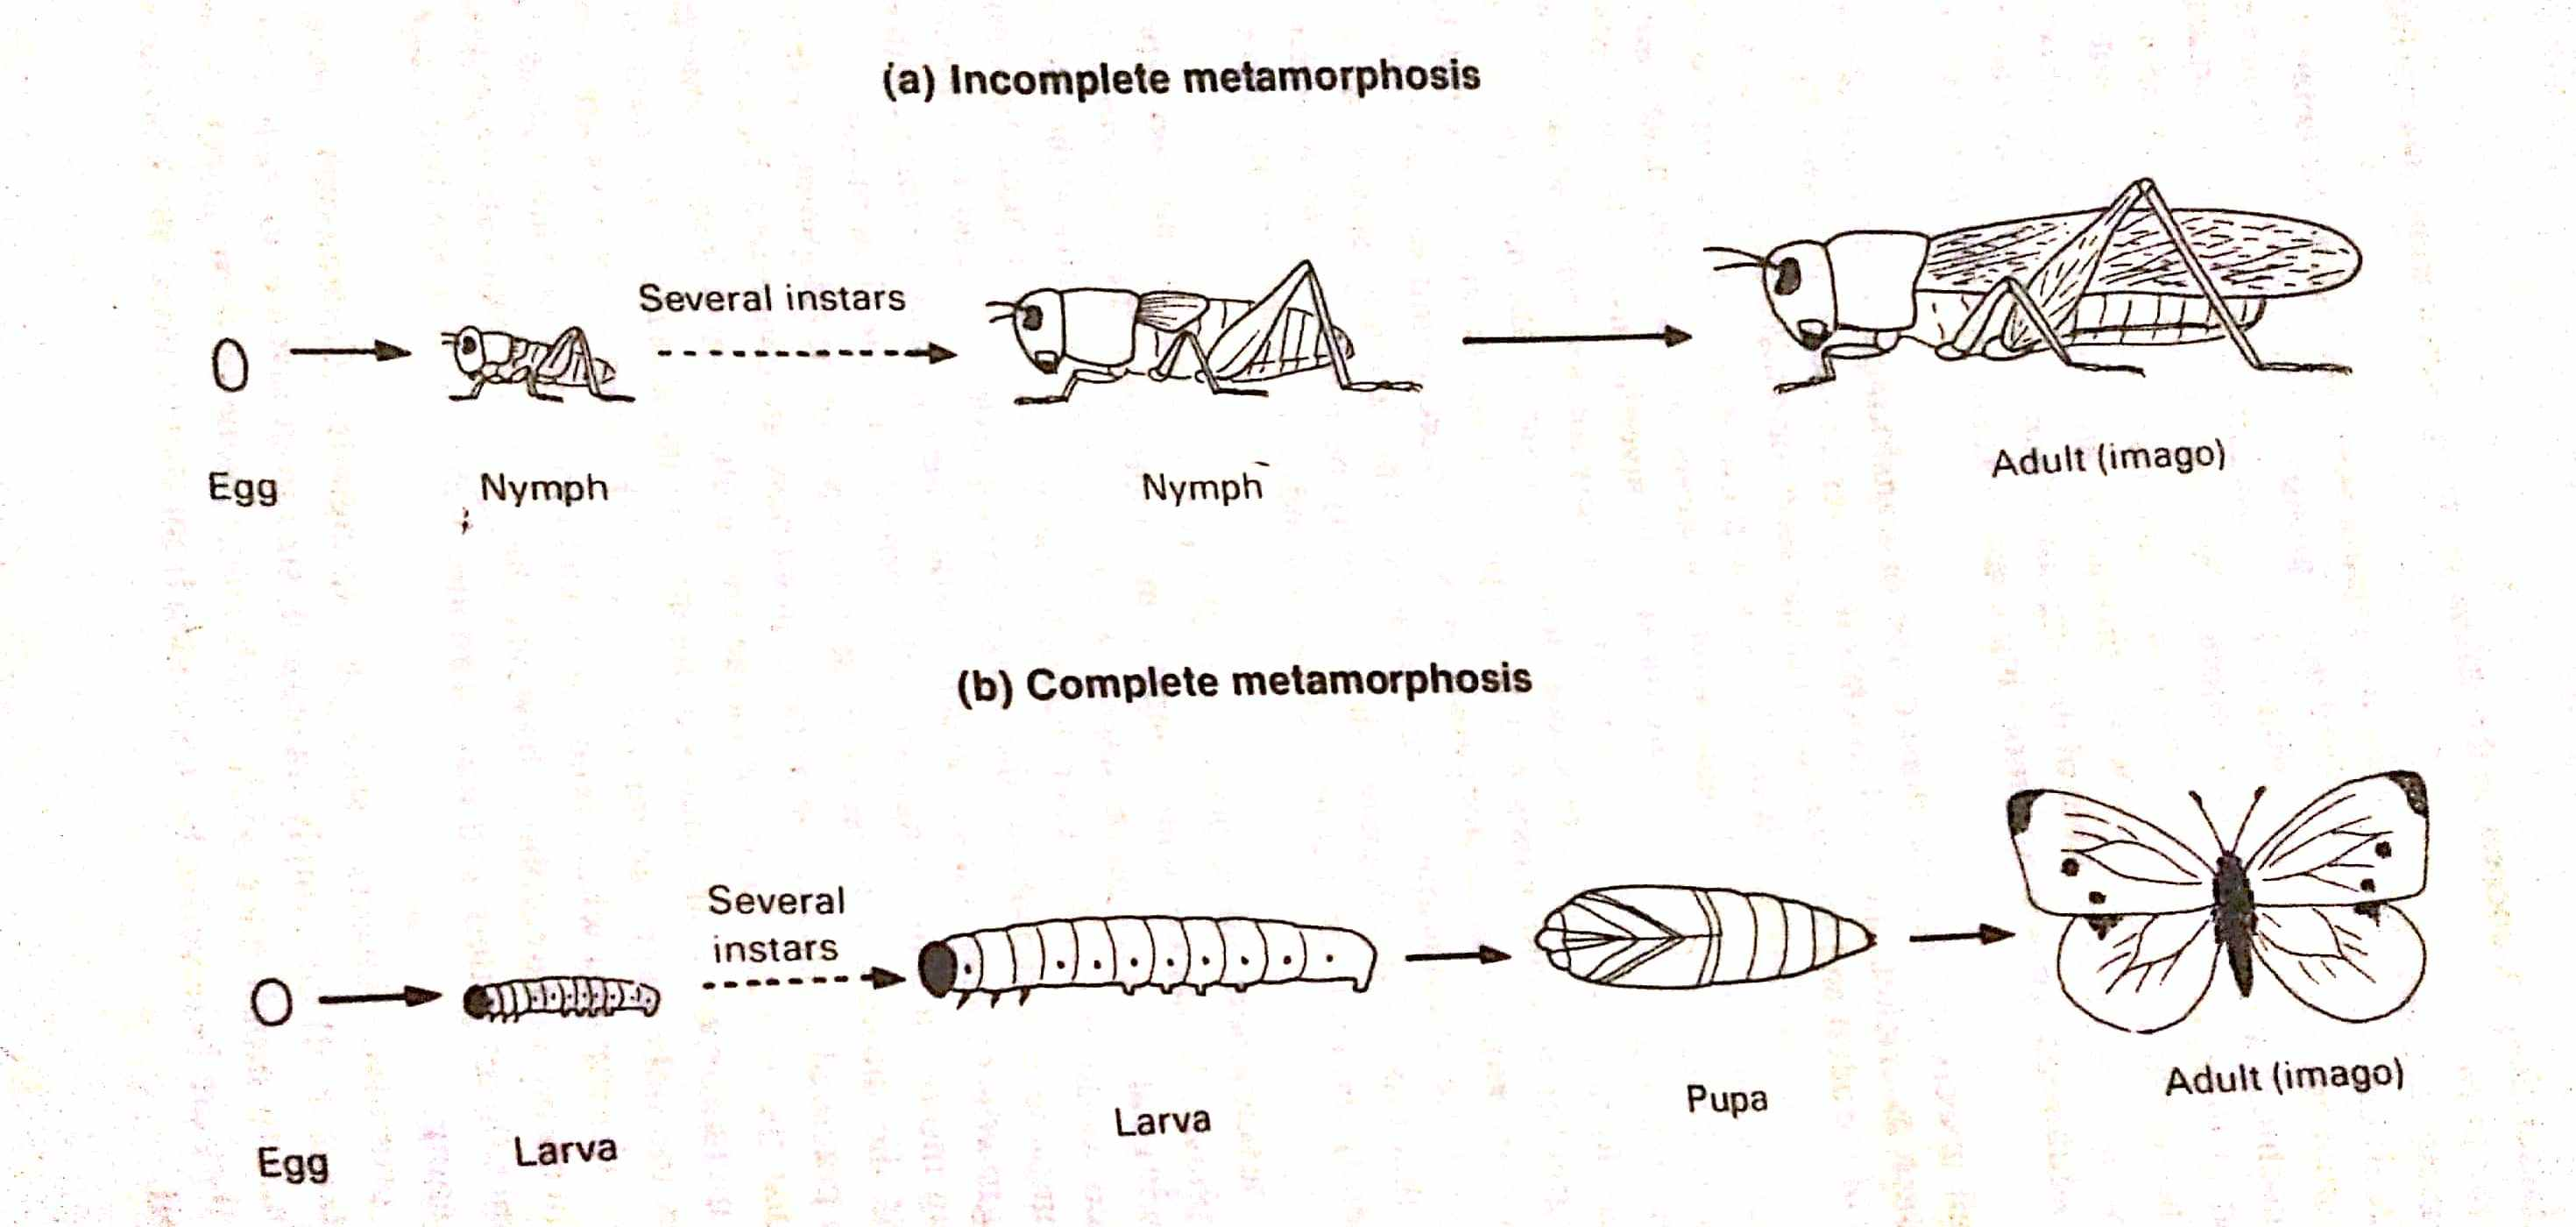 (a) Incomplete metamorphosis
Several instars
Egg
Nymph
Nymph
Adult (imago)
(b) Complete metamorphosis
Several
instars
Egg
Larva
Larva
Pupa
Adult (imago)